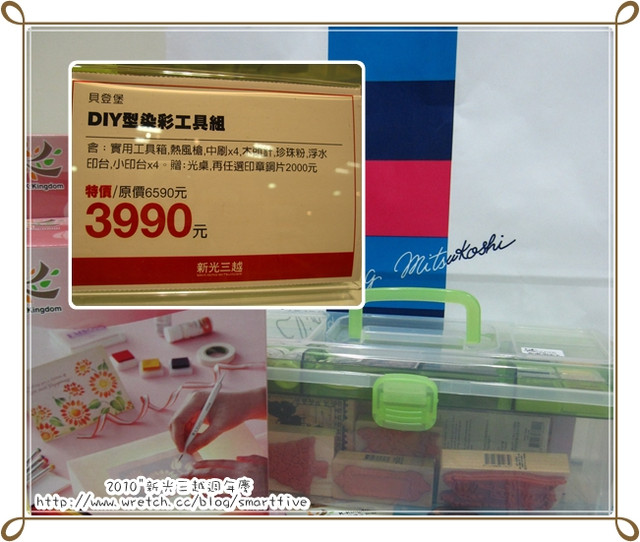 貝登堡
DIY型染彩工具組
含：實用工具箱,熱風槍,中刷x4,木印章,珍珠粉,浮水
印台,小印台x4。贈：光桌,再任選印章鋼片2000元
特價/原價6590元
3990元
新光三越
Kingdom
Kingdom
Mitsukoshi
2010"新光三越週年慶
http://www.wretch.cc/blog/smartfive